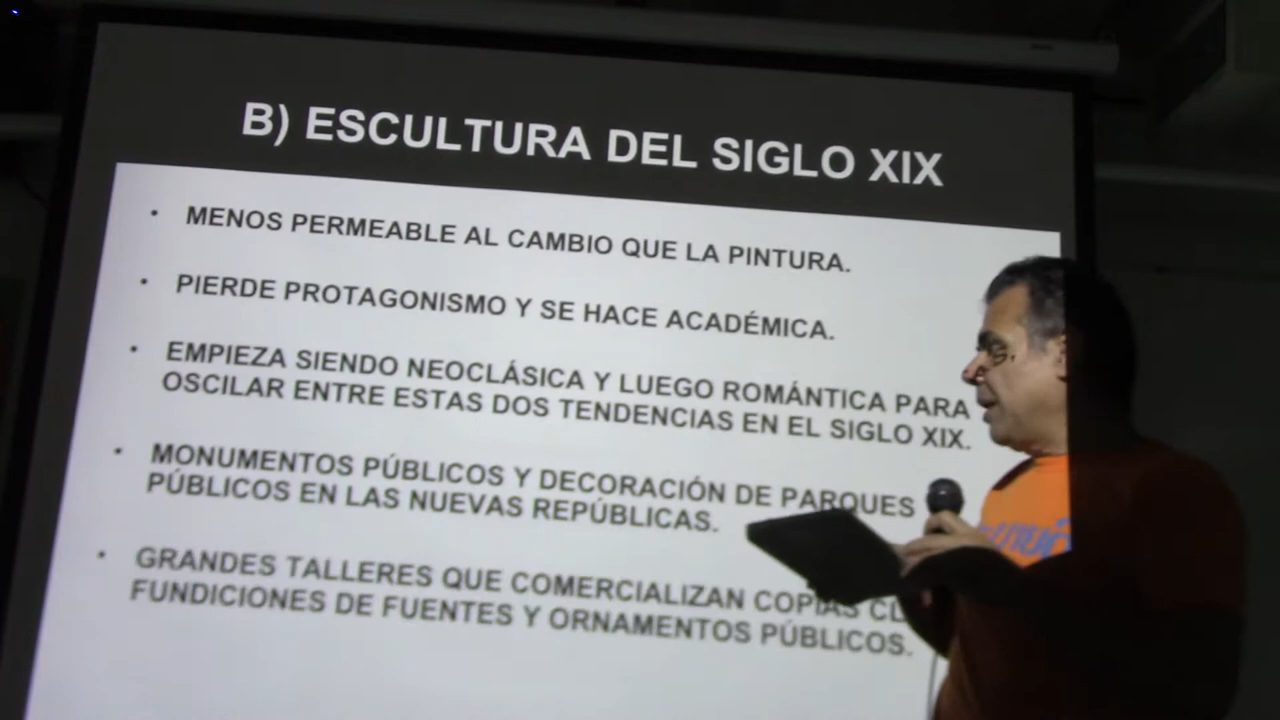 B) ESCULTURA DEL SIGLO XIX
• MENOS PERMEABLE AL CAMBIO QUE LA PINTURA.
• PIERDE PROTAGONISMO Y SE HACE ACADÉMICA.
• EMPIEZA SIENDO NEOCLÁSICA Y LUEGO ROMÁNTICA PARA
OSCILAR ENTRE ESTAS DOS TENDENCIAS EN EL SIGLO XIX.
• MONUMENTOS PÚBLICOS Y DECORACIÓN DE PARQUES
PÚBLICOS EN LAS NUEVAS REPÚBLICAS.
• GRANDES TALLERES QUE COMERCIALIZAN COPIAS
FUNDICIONES DE FUENTES Y ORNAMENTOS PÚBLICOS.